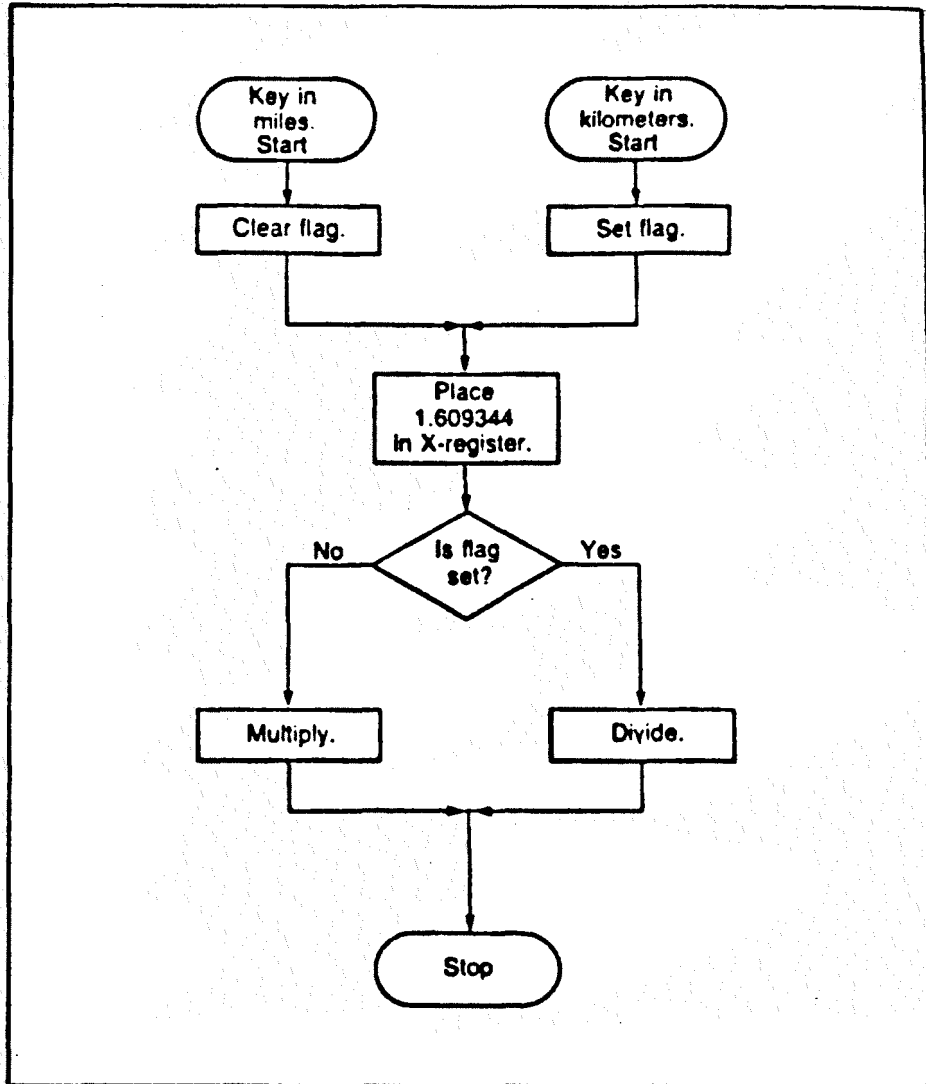 Key in
miles.
Start
Key in
kilometers.
Start
Clear flag.
Set flag.
Place
1.609344
in X-register.
Is flag
set?
No
Yes
Multiply.
Divide.
Stop